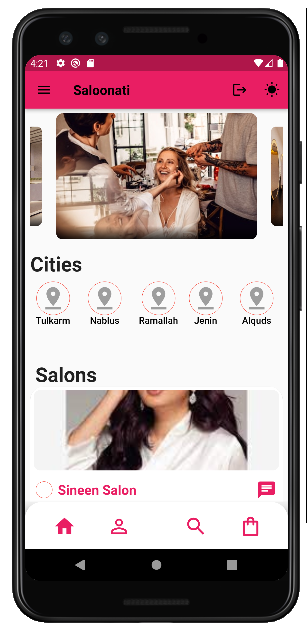 4:21
Saloonati
Cities
Tulkarm Nablus Ramallah Jenin Alquds
Salons
Sineen Salon